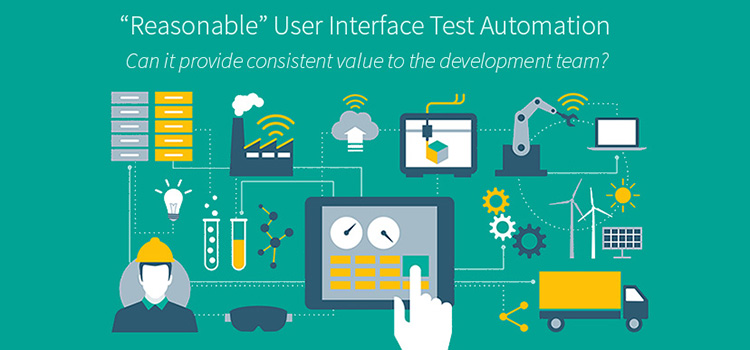 “Reasonable” User Interface Test Automation
Can it provide consistent value to the development team?